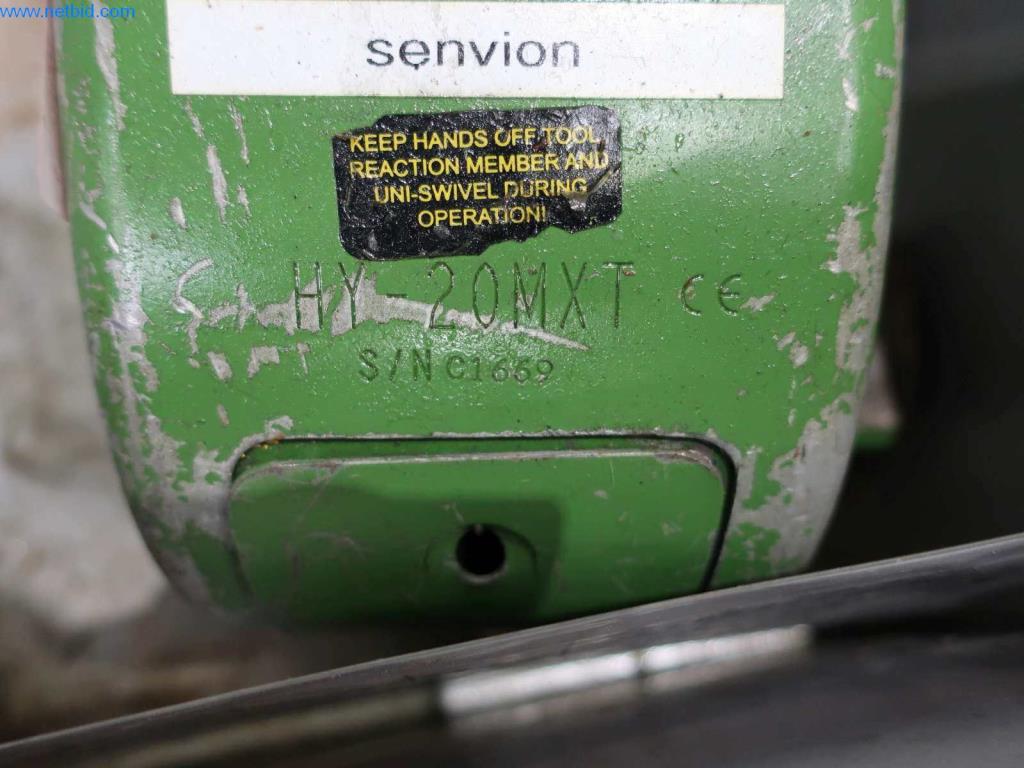 www.netbid.com
senvion
KEEP HANDS OFF TOOL,
REACTION MEMBER AND
UNI-SWIVEL DURING
OPERATION!
HY-20MXT CE
S/N C1669